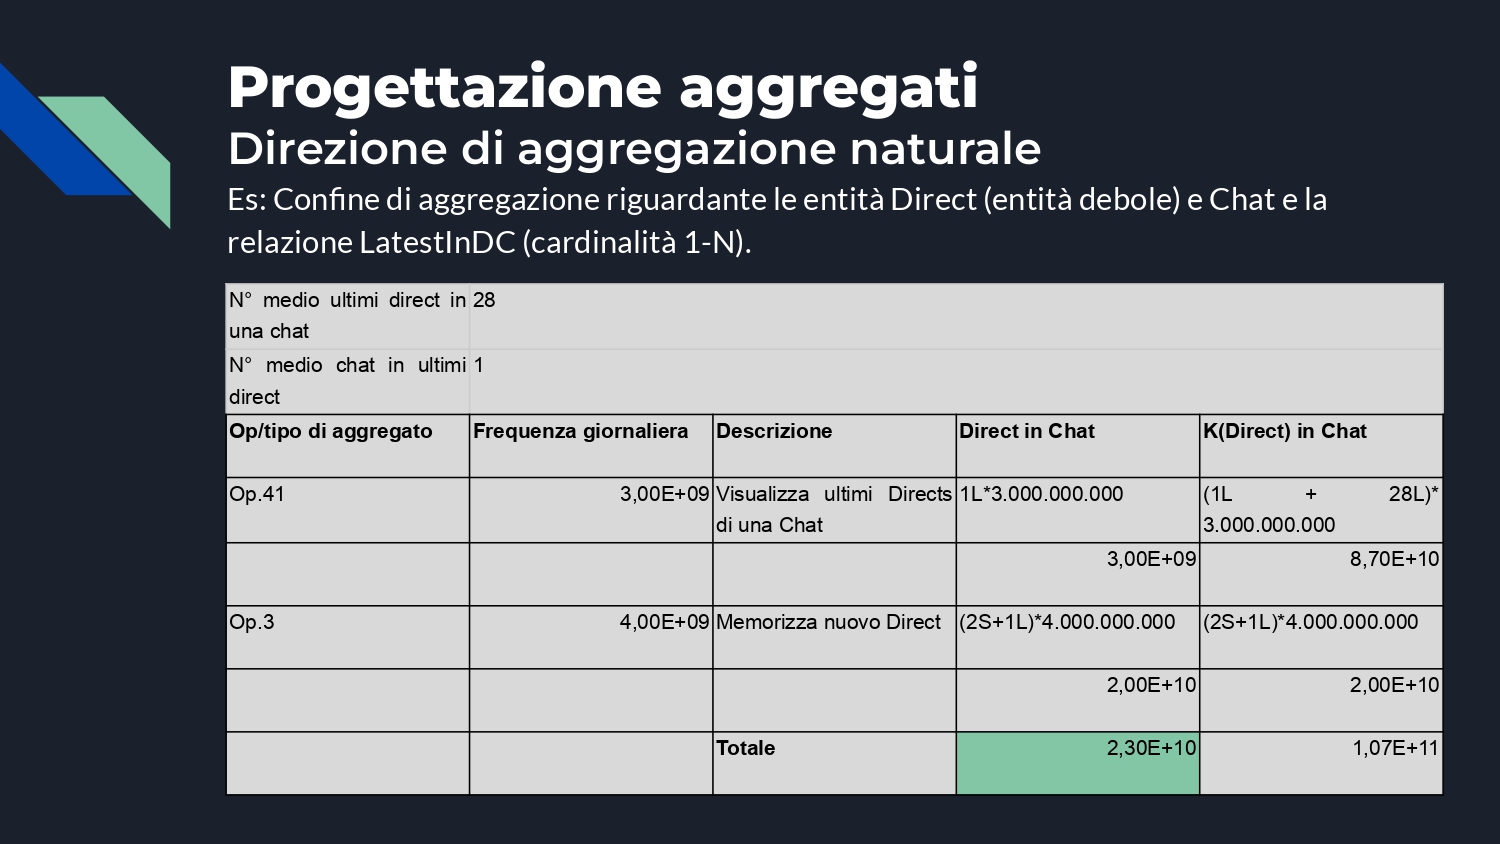 Progettazione aggregati
Direzione di aggregazione naturale
Es: Confine di aggregazione riguardante le entità Direct (entità debole) e Chat e la
relazione LatestInDC (cardinalità 1-N).
N° medio ultimi direct in 28
una chat
N° medio chat in ultimi 1
direct
Op/tipo di aggregato Frequenza giornaliera Descrizione Direct in Chat K(Direct) in Chat
Op.41 3,00E+09 Visualizza ultimi Directs 1L*3.000.000.000 (1L + 28L)*
di una Chat 3.000.000.000
3,00E+09 8,70E+10
Op.3 4,00E+09 Memorizza nuovo Direct (2S+1L)*4.000.000.000 (2S+1L)*4.000.000.000
2,00E+10 2,00E+10
Totale 2,30E+10 1,07E+11